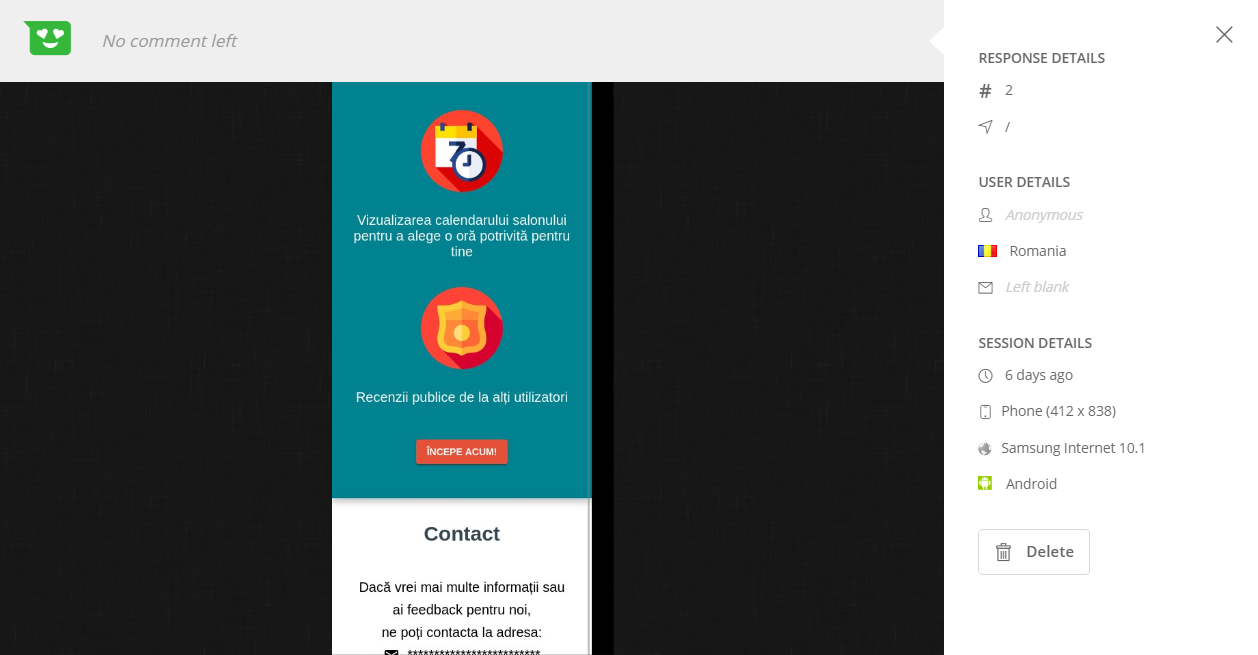 No comment left
7
Vizualizarea calendarului salonului
pentru a alege o oră potrivită pentru
tine
Recenzii publice de la alți utilizatori
ÎNCEPE ACUM!
Contact
Dacă vrei mai multe informații sau
ai feedback pentru noi,
ne poți contacta la adresa:
*************************
RESPONSE DETAILS
# 2
/
USER DETAILS
Anonymous
Romania
Left blank
SESSION DETAILS
6 days ago
Phone (412 x 838)
Samsung Internet 10.1
Android
Delete